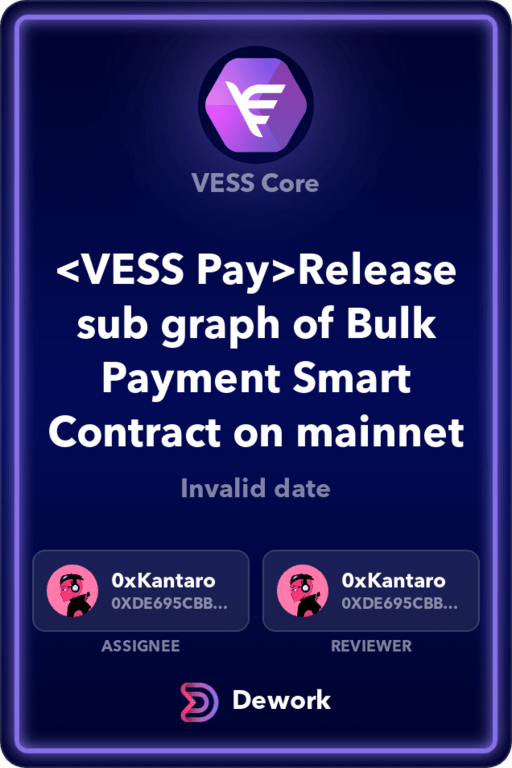 VESS Core
<VESS Pay>Release
sub graph of Bulk
Payment Smart
Contract on mainnet
Invalid date
0xKantaro
0XDE695CBB...
ASSIGNEE
0xKantaro
0XDE695CBB...
REVIEWER
Dework